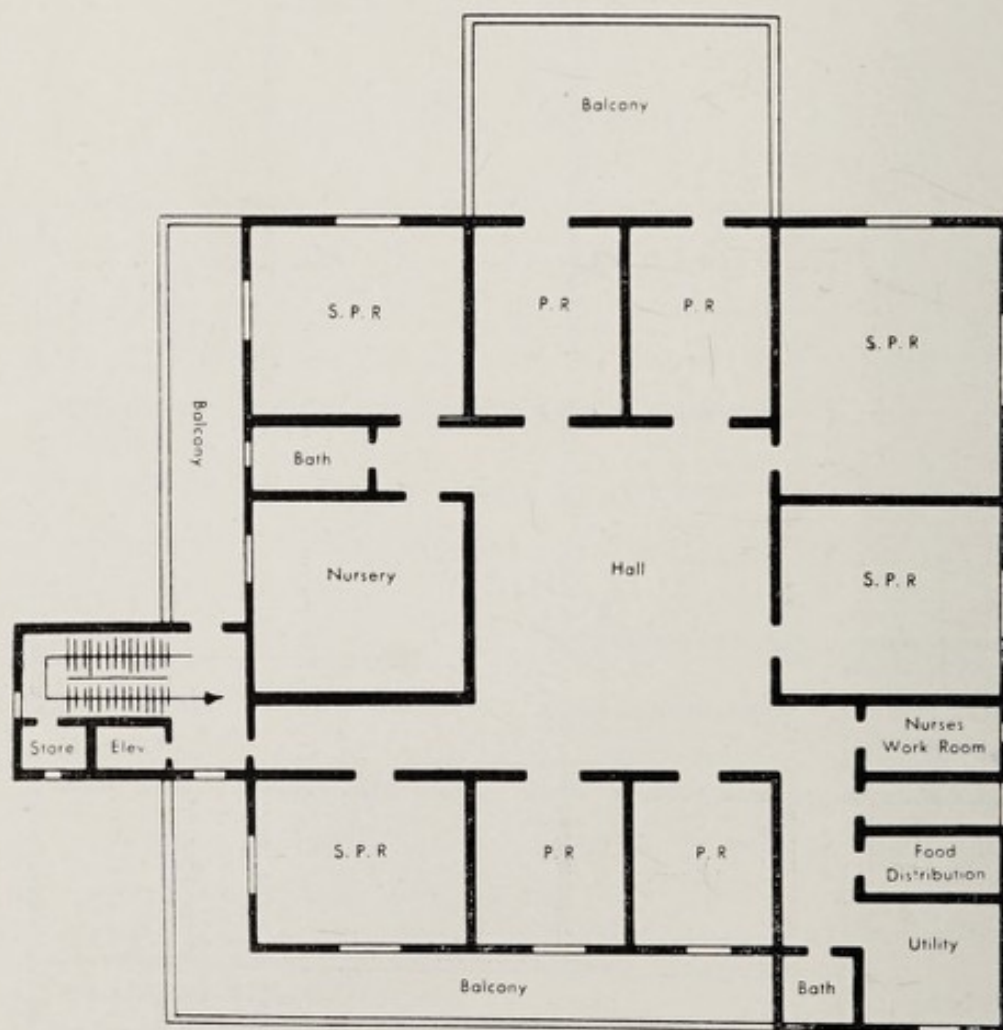 Balcony
S. P. R
P. R
P. R
S. P. R
Balcony
Bath
Nursery
Hall
S. P. R
Store
Elev.
Nurses
Work Room
S. P. R
P. R
P. R
Food
Distribution
Utility
Balcony
Bath